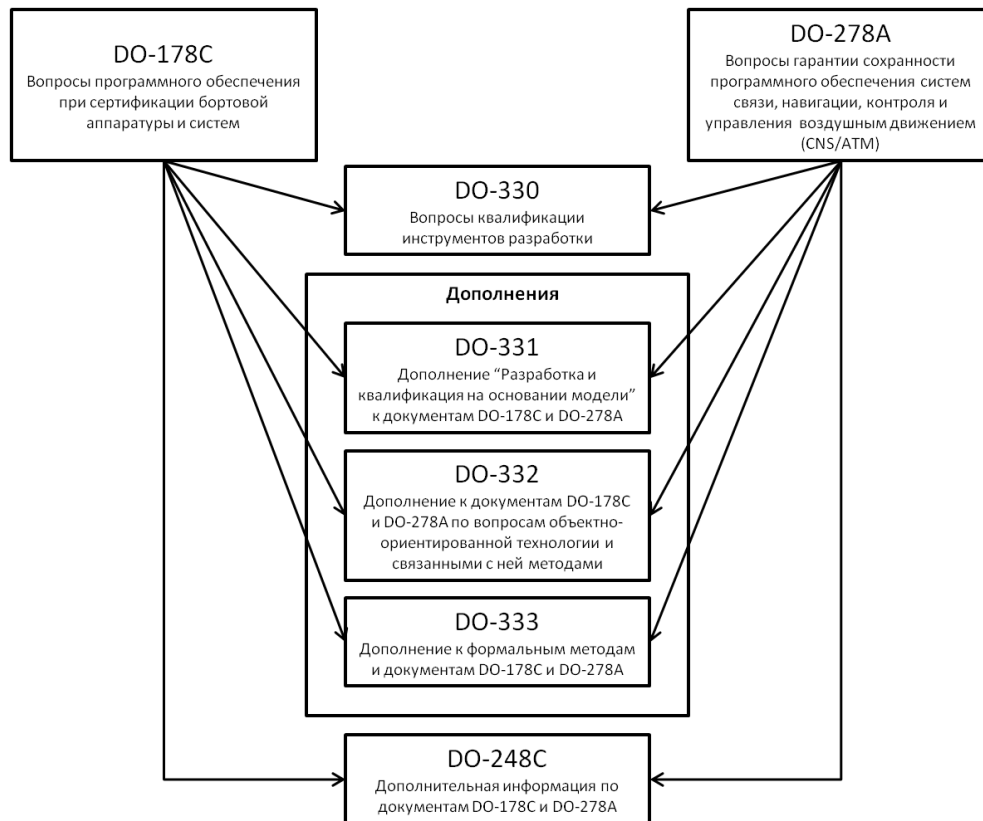 DO-178C
Вопросы программного обеспечения
при сертификации бортовой
аппаратуры и систем
DO-278A
Вопросы гарантии сохранности
программного обеспечения систем
связи, навигации, контроля и
управления воздушным движением
(CNS/ATM)
DO-330
Вопросы квалификации
инструментов разработки
Дополнения
DO-331
Дополнение “Разработка и
квалификация на основании модели”
к документам DO-178C и DO-278A
DO-332
Дополнение к документам DO-178C
и DO-278A по вопросам объектно-
ориентированной технологии и
связанными с ней методами
DO-333
Дополнение к формальным методам
и документам DO-178C и DO-278A
DO-248C
Дополнительная информация по
документам DO-178C и DO-278A